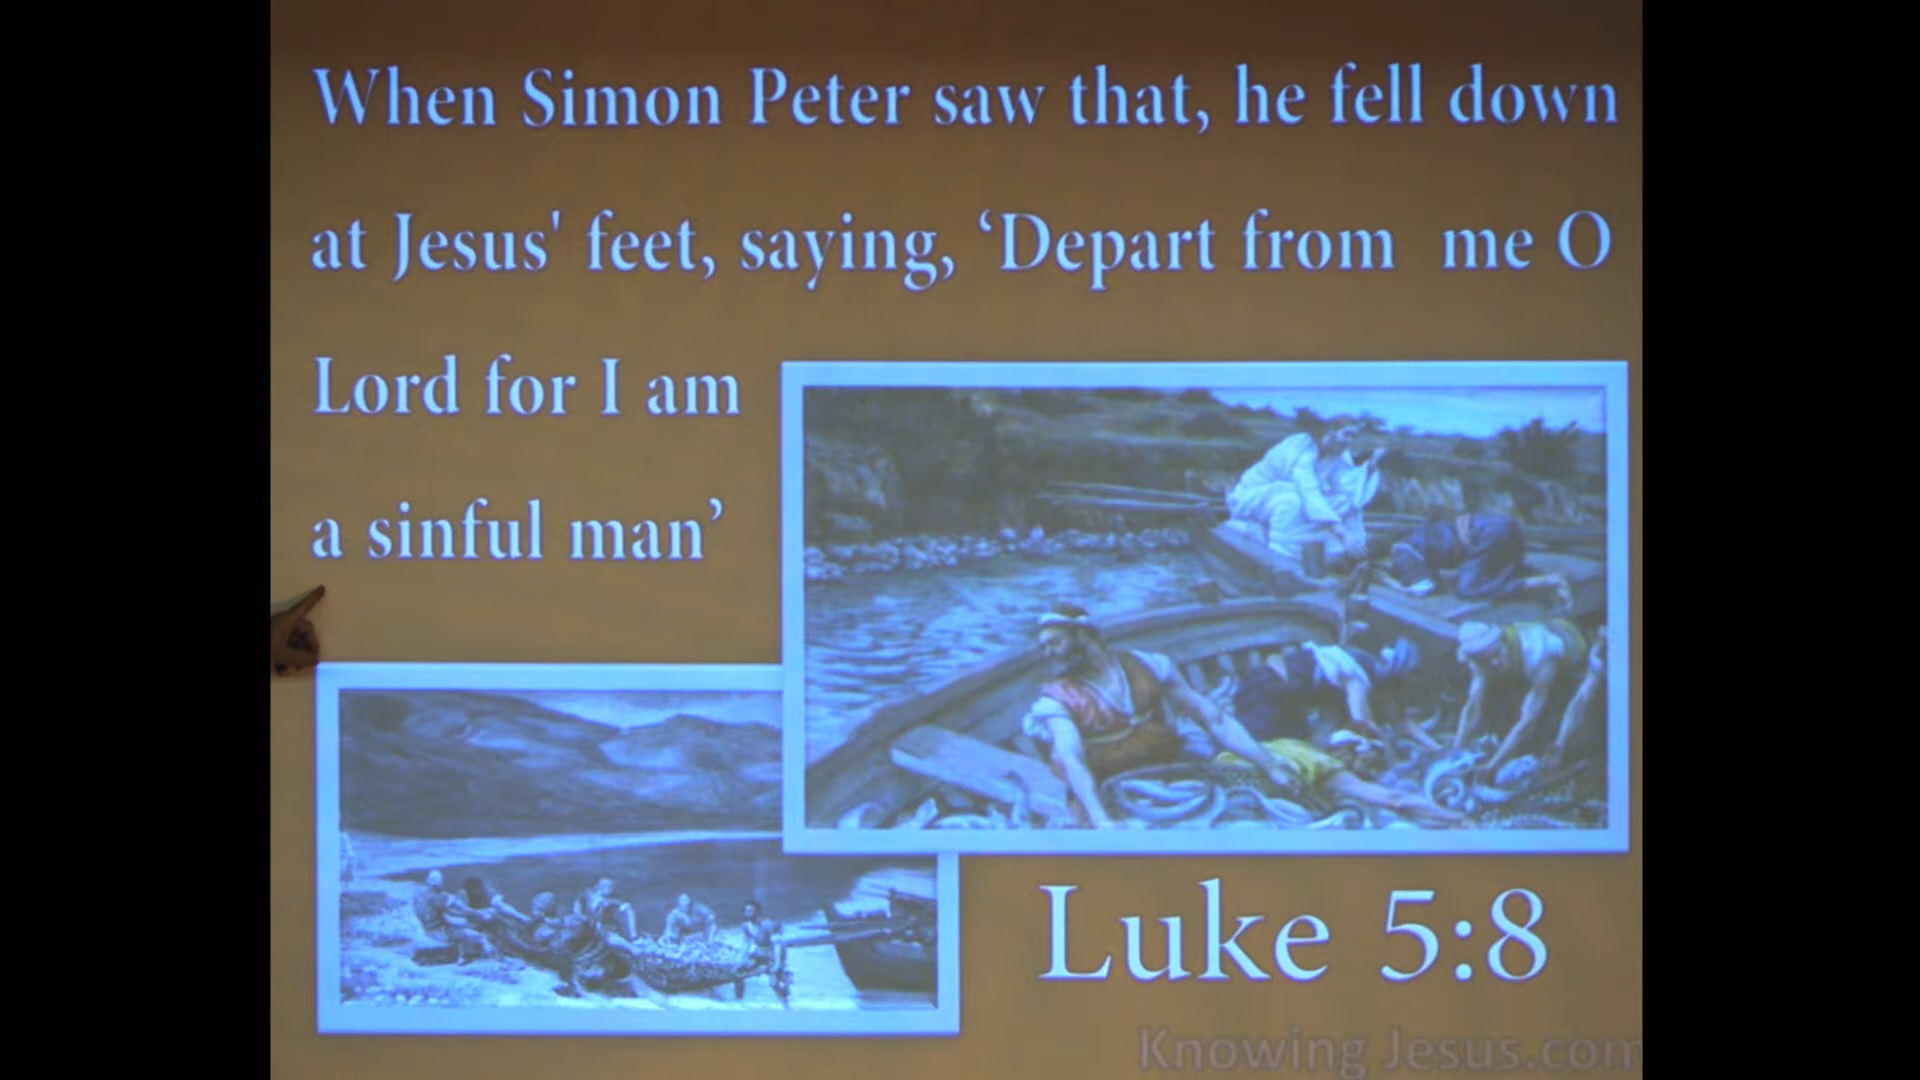 When Simon Peter saw that, he fell down
at Jesus' feet, saying, ‘Depart from me O
Lord for I am
a sinful man’
Luke 5:8
Knowing Jesus.com